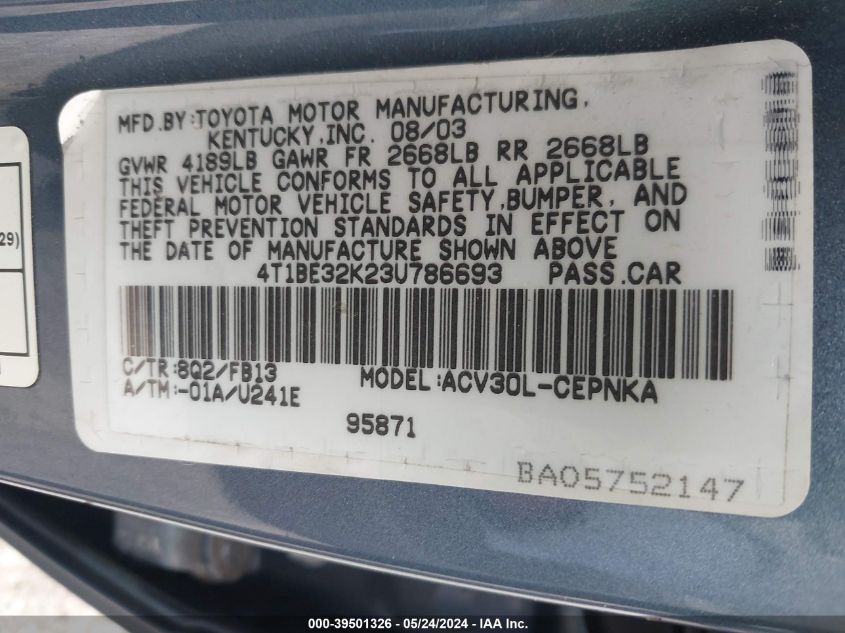 MFD.BY:TOYOTA MOTOR MANUFACTURING,
KENTUCKY,INC. 08/03
GVWR 4189LB GAWR FR 2668LB RR 2668LB
THIS VEHICLE CONFORMS TO ALL APPLICABLE
FEDERAL MOTOR VEHICLE SAFETY,BUMPER, AND
THEFT PREVENTION STANDARDS IN EFFECT ON
THE DATE OF MANUFACTURE SHOWN ABOVE
4T1BE32K23U786693 PASS.CAR
C/TR:8Q2/FB13
A/TM:-01A/U241E
MODEL:ACV30L-CEPNKA
95871
BA05752147
29)
000-39501326 - 05/24/2024 - IAA Inc.